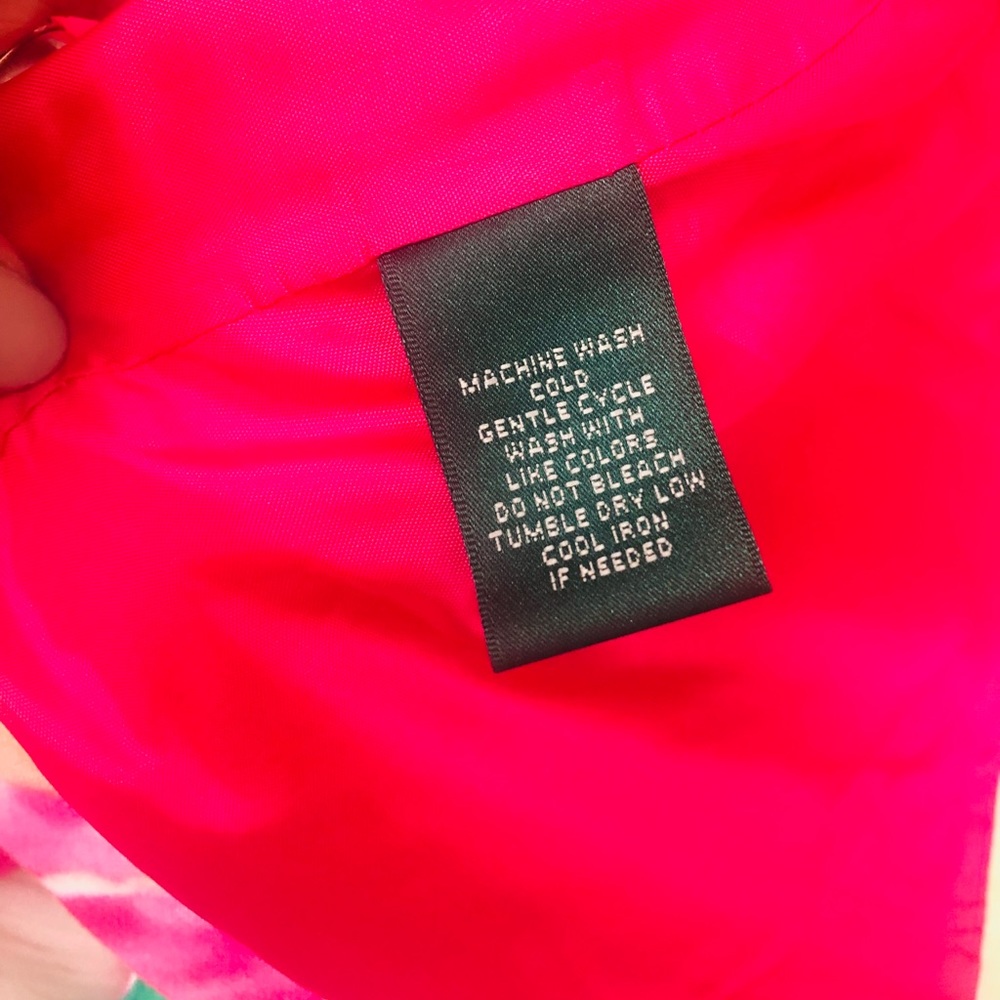 MACHINE WASH
COLD
GENTLE CYCLE
WASH WITH
LIKE COLORS
DO NOT BLEACH
TUMBLE DRY LOW
COOL IRON
IF NEEDED